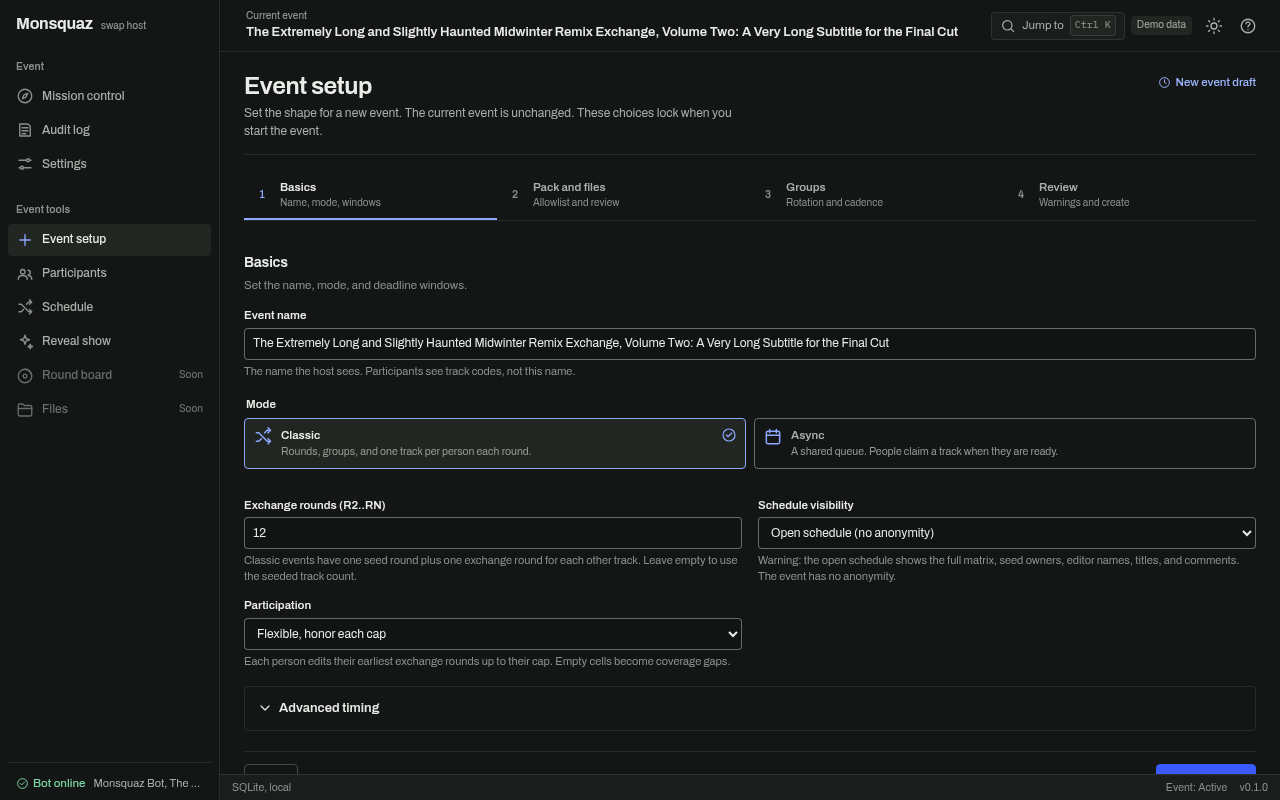 Monsquaz swap host
Event
Mission control
Audit log
Settings
Event tools
Event setup
Participants
Schedule
Reveal show
Round board Soon
Files Soon
Bot online Monsquaz Bot, The ...
Current event
The Extremely Long and Slightly Haunted Midwinter Remix Exchange, Volume Two: A Very Long Subtitle for the Final Cut
Jump to Ctrl K
Demo data
Event setup
New event draft
Set the shape for a new event. The current event is unchanged. These choices lock when you
start the event.
1 Basics
Name, mode, windows
2 Pack and files
Allowlist and review
3 Groups
Rotation and cadence
4 Review
Warnings and create
Basics
Set the name, mode, and deadline windows.
Event name
The Extremely Long and Slightly Haunted Midwinter Remix Exchange, Volume Two: A Very Long Subtitle for the Final Cut
The name the host sees. Participants see track codes, not this name.
Mode
Classic
Rounds, groups, and one track per person each round.
Async
A shared queue. People claim a track when they are ready.
Exchange rounds (R2..RN)
12
Classic events have one seed round plus one exchange round for each other track. Leave empty to use
the seeded track count.
Schedule visibility
Open schedule (no anonymity)
Warning: the open schedule shows the full matrix, seed owners, editor names, titles, and comments.
The event has no anonymity.
Participation
Flexible, honor each cap
Each person edits their earliest exchange rounds up to their cap. Empty cells become coverage gaps.
Advanced timing
SQLite, local
Event: Active v0.1.0